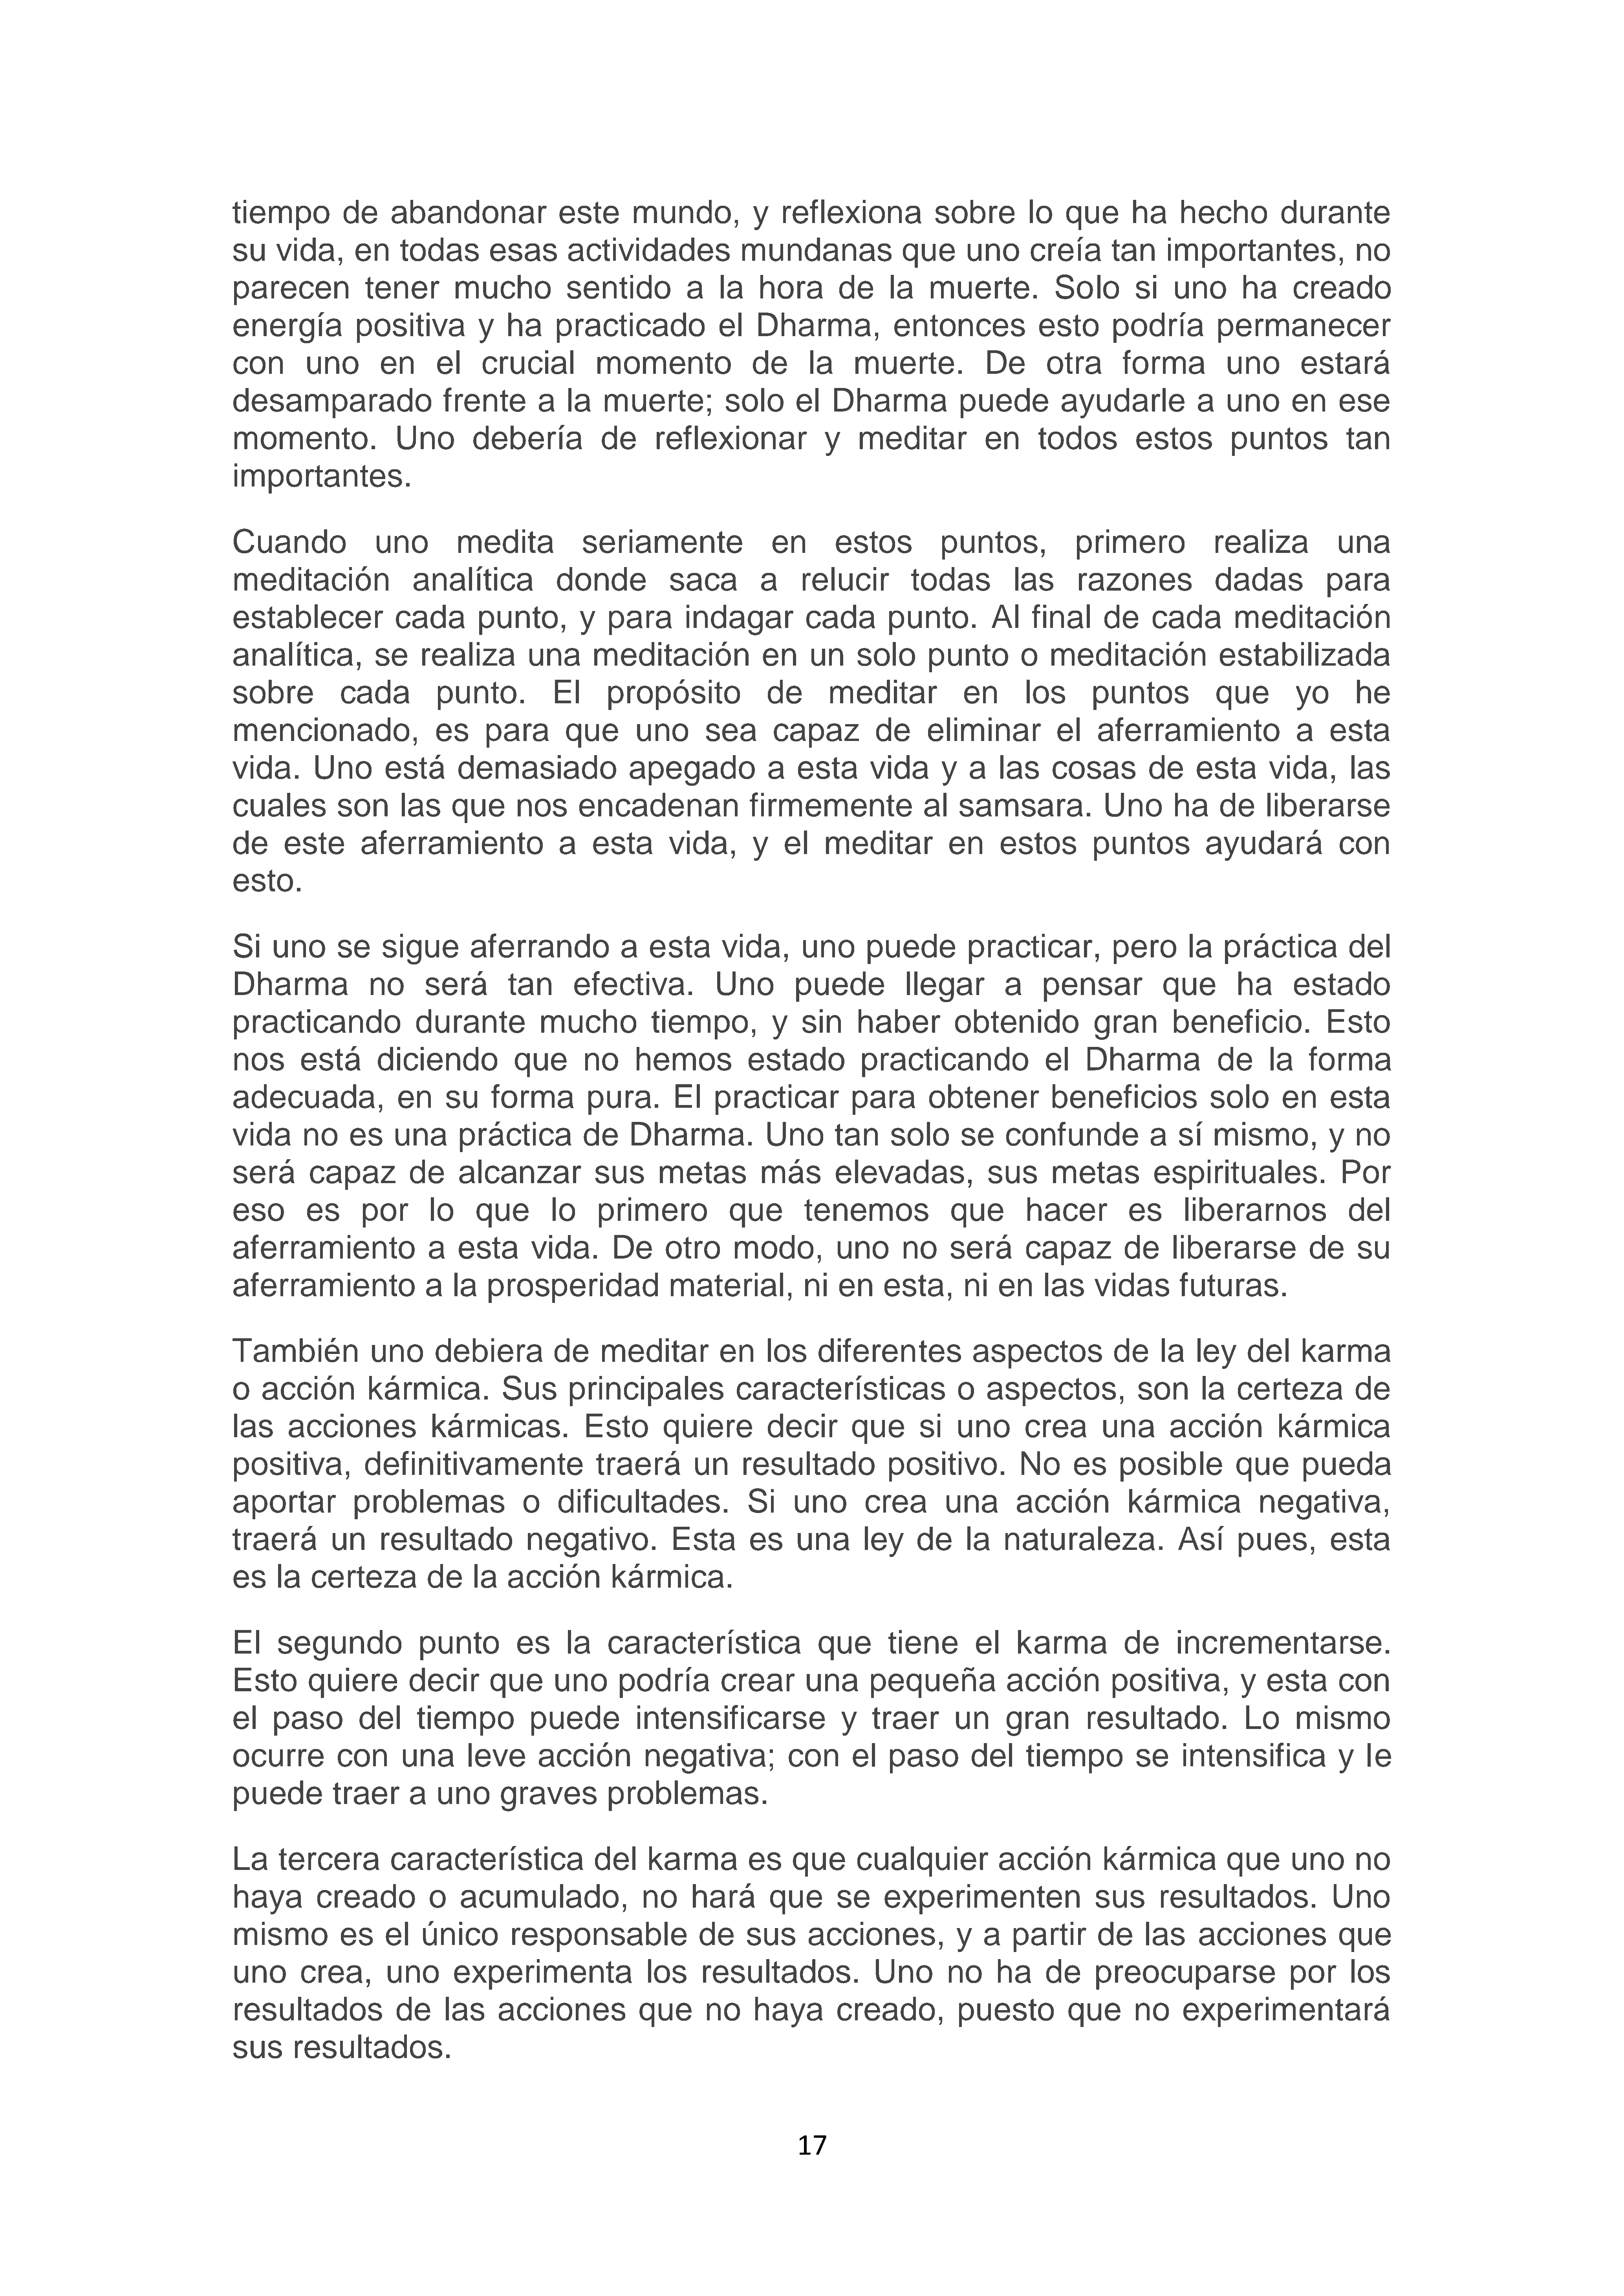 tiempo de abandonar este mundo, y reflexiona sobre lo que ha hecho durante
su vida, en todas esas actividades mundanas que uno creía tan importantes, no
parecen tener mucho sentido a la hora de la muerte. Solo si uno ha creado
energía positiva y ha practicado el Dharma, entonces esto podría permanecer
con uno en el crucial momento de la muerte. De otra forma uno estará
desamparado frente a la muerte; solo el Dharma puede ayudarle a uno en ese
momento. Uno debería de reflexionar y meditar en todos estos puntos tan
importantes.
Cuando uno medita seriamente en estos puntos, primero realiza una
meditación analítica donde saca a relucir todas las razones dadas para
establecer cada punto, y para indagar cada punto. Al final de cada meditación
analítica, se realiza una meditación en un solo punto o meditación estabilizada
sobre cada punto. El propósito de meditar en los puntos que yo he
mencionado, es para que uno sea capaz de eliminar el aferramiento a esta
vida. Uno está demasiado apegado a esta vida y a las cosas de esta vida, las
cuales son las que nos encadenan firmemente al samsara. Uno ha de liberarse
de este aferramiento a esta vida, y el meditar en estos puntos ayudará con
esto.
Si uno se sigue aferrando a esta vida, uno puede practicar, pero la práctica del
Dharma no será tan efectiva. Uno puede llegar a pensar que ha estado
practicando durante mucho tiempo, y sin haber obtenido gran beneficio. Esto
nos está diciendo que no hemos estado practicando el Dharma de la forma
adecuada, en su forma pura. El practicar para obtener beneficios solo en esta
vida no es una práctica de Dharma. Uno tan solo se confunde a sí mismo, y no
será capaz de alcanzar sus metas más elevadas, sus metas espirituales. Por
eso es por lo que lo primero que tenemos que hacer es liberarnos del
aferramiento a esta vida. De otro modo, uno no será capaz de liberarse de su
aferramiento a la prosperidad material, ni en esta, ni en las vidas futuras.
También uno debiera de meditar en los diferentes aspectos de la ley del karma
o acción kármica. Sus principales características o aspectos, son la certeza de
las acciones kármicas. Esto quiere decir que si uno crea una acción kármica
positiva, definitivamente traerá un resultado positivo. No es posible que pueda
aportar problemas o dificultades. Si uno crea una acción kármica negativa,
traerá un resultado negativo. Esta es una ley de la naturaleza. Así pues, esta
es la certeza de la acción kármica.
El segundo punto es la característica que tiene el karma de incrementarse.
Esto quiere decir que uno podría crear una pequeña acción positiva, y esta con
el paso del tiempo puede intensificarse y traer un gran resultado. Lo mismo
ocurre con una leve acción negativa; con el paso del tiempo se intensifica y le
puede traer a uno graves problemas.
La tercera característica del karma es que cualquier acción kármica que uno no
haya creado o acumulado, no hará que se experimenten sus resultados. Uno
mismo es el único responsable de sus acciones, y a partir de las acciones que
uno crea, uno experimenta los resultados. Uno no ha de preocuparse por los
resultados de las acciones que no haya creado, puesto que no experimentará
sus resultados.
17